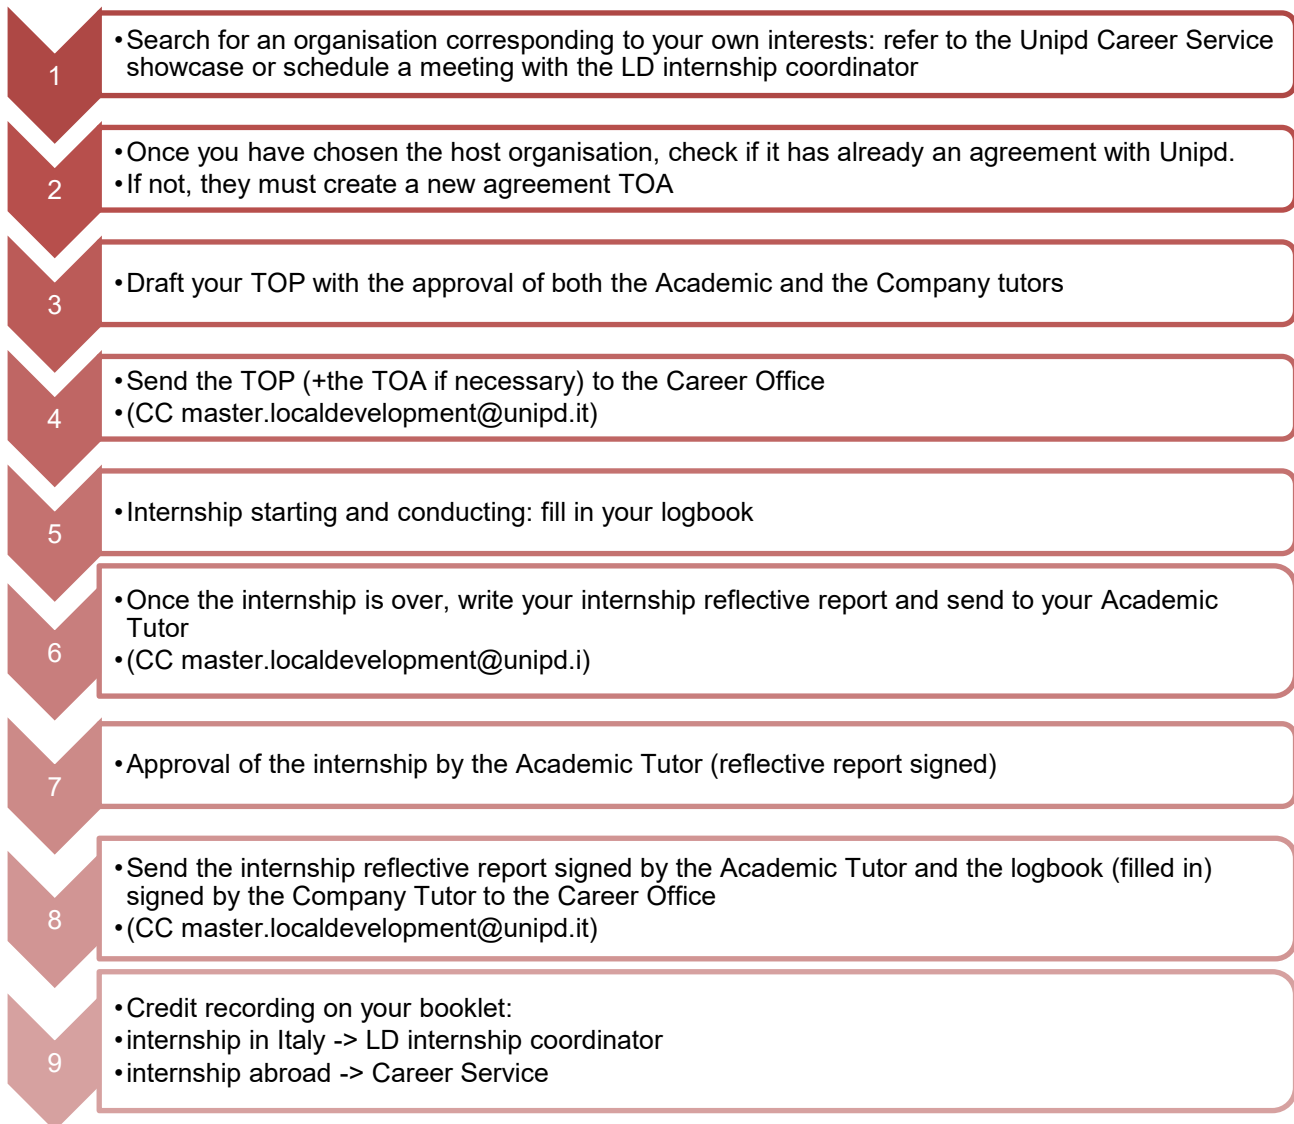 1
•Search for an organisation corresponding to your own interests: refer to the Unipd Career Service
showcase or schedule a meeting with the LD internship coordinator
2
•Once you have chosen the host organisation, check if it has already an agreement with Unipd.
•If not, they must create a new agreement TOA
3
•Draft your TOP with the approval of both the Academic and the Company tutors
4
•Send the TOP (+the TOA if necessary) to the Career Office
•(CC master.localdevelopment@unipd.it)
5
•Internship starting and conducting: fill in your logbook
6
•Once the internship is over, write your internship reflective report and send to your Academic
Tutor
•(CC master.localdevelopment@unipd.i)
7
•Approval of the internship by the Academic Tutor (reflective report signed)
8
•Send the internship reflective report signed by the Academic Tutor and the logbook (filled in)
signed by the Company Tutor to the Career Office
•(CC master.localdevelopment@unipd.it)
9
•Credit recording on your booklet:
•internship in Italy -> LD internship coordinator
•internship abroad -> Career Service